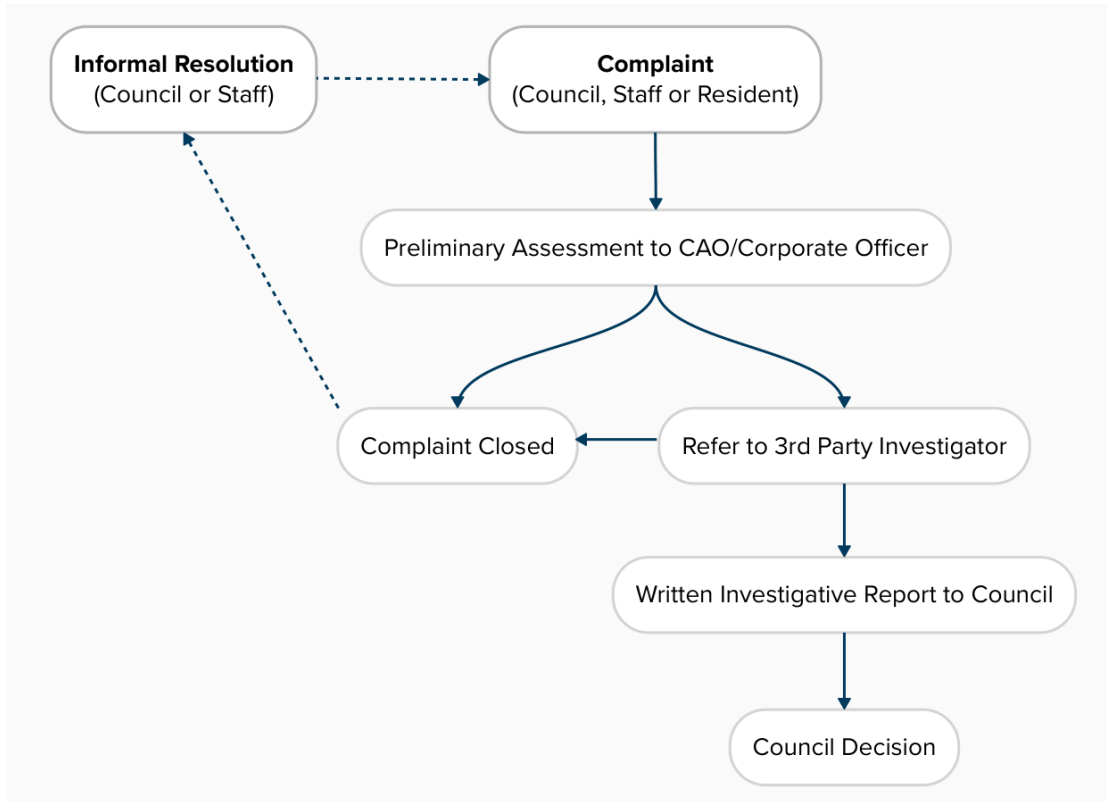 Informal Resolution
(Council or Staff)
Complaint
(Council, Staff or Resident)
Preliminary Assessment to CAO/Corporate Officer
Complaint Closed
Refer to 3rd Party Investigator
Written Investigative Report to Council
Council Decision